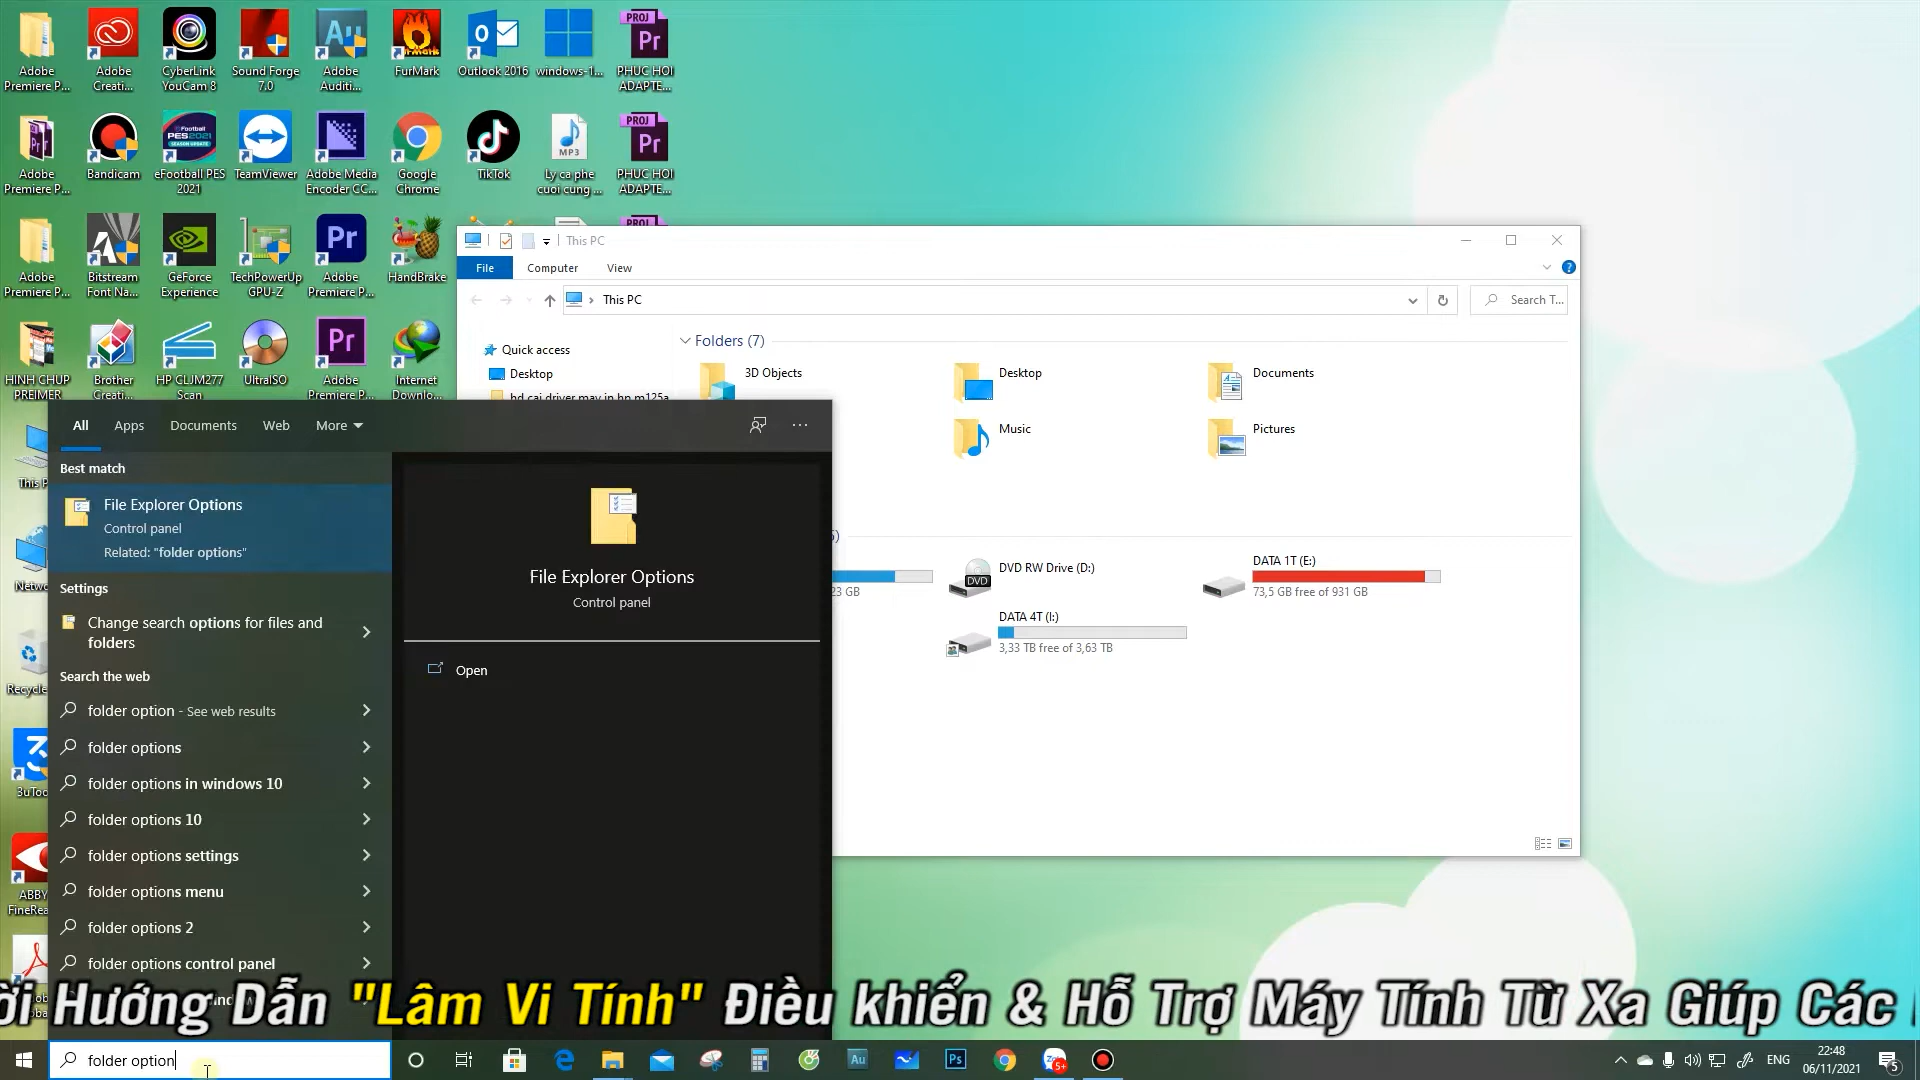 Adobe
Premiere P...
Adobe
Creati...
CyberLink
YouCam 8
Sound Forge
7.0
Adobe
Auditi...
FurMark
Outlook 2016
windows-1...
PHUC HOI
ADAPTE...
Adobe
Premiere P...
Bandicam
eFootball PES
2021
TeamViewer
Adobe Media
Encoder CC...
Google
Chrome
TikTok
Ly ca phe
cuoi cung ...
PHUC HOI
ADAPTE...
Adobe
Premiere P...
Bitstream
Font Na...
GeForce
Experience
TechPowerUp
GPU-Z
Adobe
Premiere P...
HandBrake
HINH CHUP
PREIMER
Brother
Creati...
HP CLJM277
Scan
UltraISO
Adobe
Premiere P...
Internet
Downlo...
This PC
File
Computer
View
This PC
Search T...
Quick access
Desktop
hd cai driver may in hp m125a
Folders (7)
3D Objects
Desktop
Documents
Music
Pictures
23 GB
DVD RW Drive (D:)
DATA 1T (E:)
73,5 GB free of 931 GB
DATA 4T (I:)
3,33 TB free of 3,63 TB
All
Apps
Documents
Web
More
Best match
File Explorer Options
Control panel
Related: "folder options"
Settings
Change search options for files and
folders
Search the web
folder option - See web results
folder options
folder options in windows 10
folder options 10
folder options settings
folder options menu
folder options 2
folder options control panel
File Explorer Options
Control panel
Open
Hướng Dẫn "Lâm Vi Tính" Điều khiển & Hỗ Trợ Máy Tính Từ Xa Giúp Các
folder option
ENG
22:48
06/11/2021
5